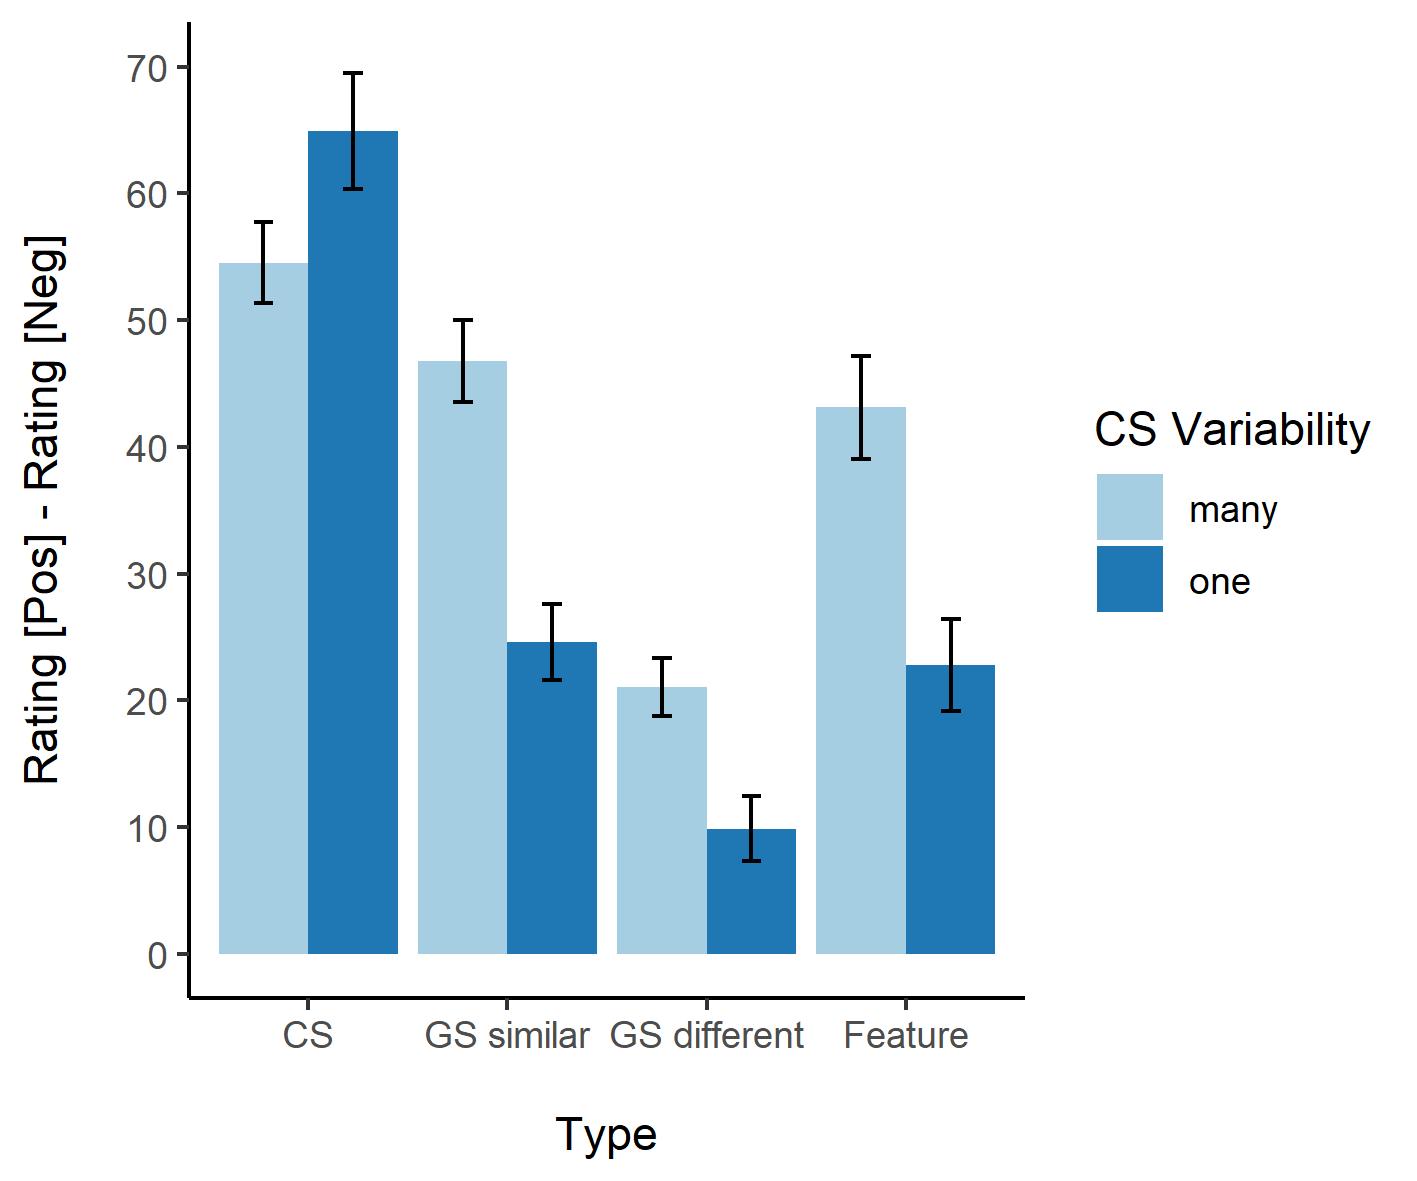 Rating [Pos] - Rating [Neg]
70
60
50
40
30
20
10
0
CS
GS similar
GS different
Feature
Type
CS Variability
many
one